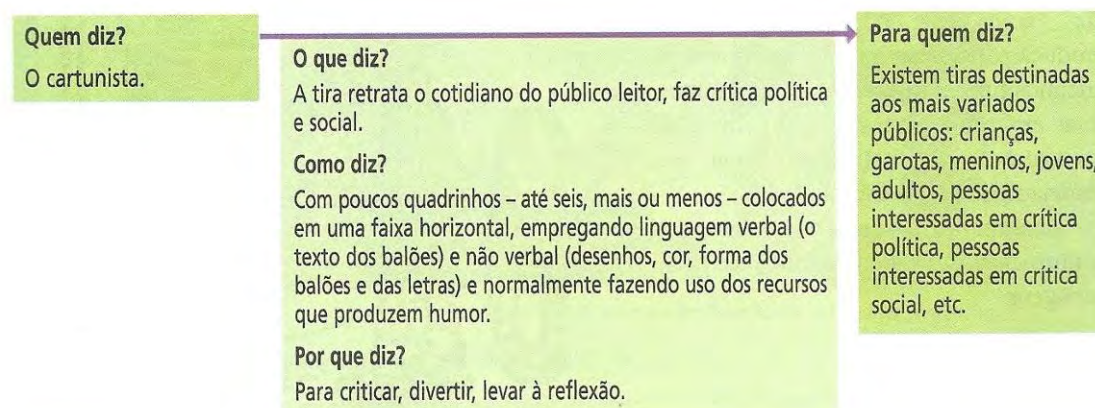 Quem diz?
O cartunista.
O que diz?
A tira retrata o cotidiano do público leitor, faz crítica política
e social.
Como diz?
Com poucos quadrinhos – até seis, mais ou menos – colocados
em uma faixa horizontal, empregando linguagem verbal (o
texto dos balões) e não verbal (desenhos, cor, forma dos
balões e das letras) e normalmente fazendo uso dos recursos
que produzem humor.
Por que diz?
Para criticar, divertir, levar à reflexão.
Para quem diz?
Existem tiras destinadas
aos mais variados
públicos: crianças,
garotas, meninos, jovens,
adultos, pessoas
interessadas em crítica
política, pessoas
interessadas em crítica
social, etc.